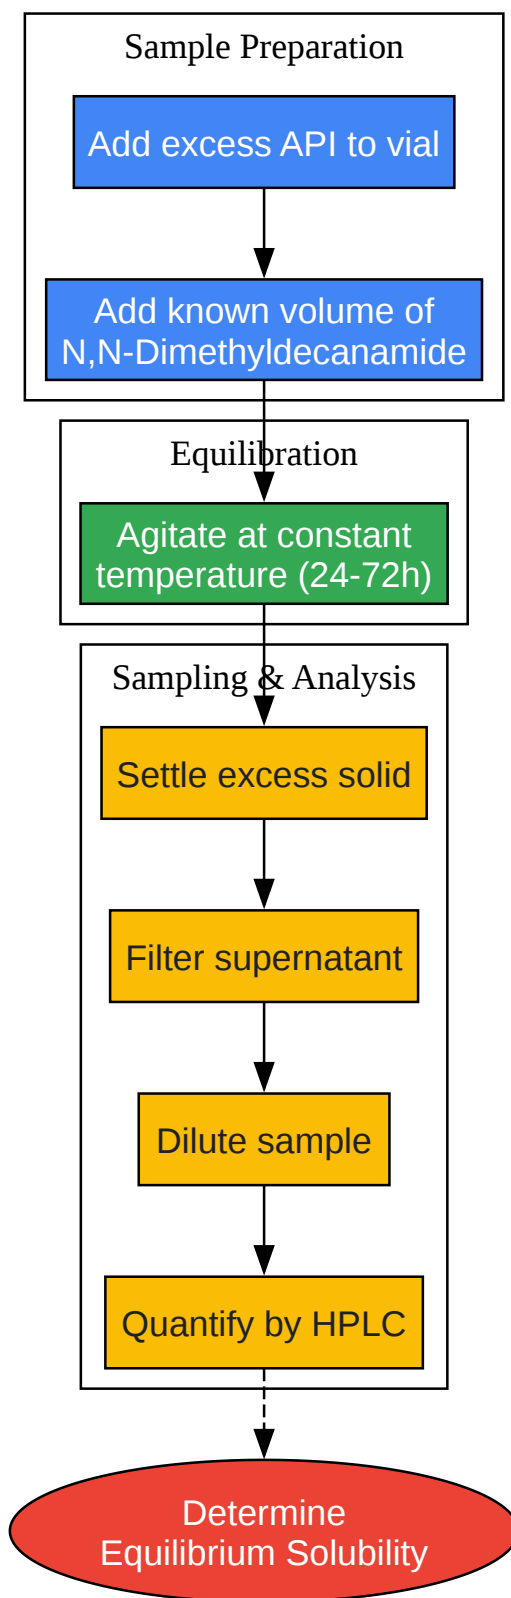 Sample Preparation
Add excess API to vial
Add known volume of
N,N-Dimethyldecanamide
Equilibration
Agitate at constant
temperature (24-72h)
Sampling & Analysis
Settle excess solid
Filter supernatant
Dilute sample
Quantify by HPLC
Determine
Equilibrium Solubility